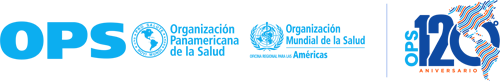 OPS
Organización
Panamericana
de la Salud
Organización
Mundial de la Salud
OFICINA REGIONAL PARA LAS Américas
OPS
120
ANIVERSARIO